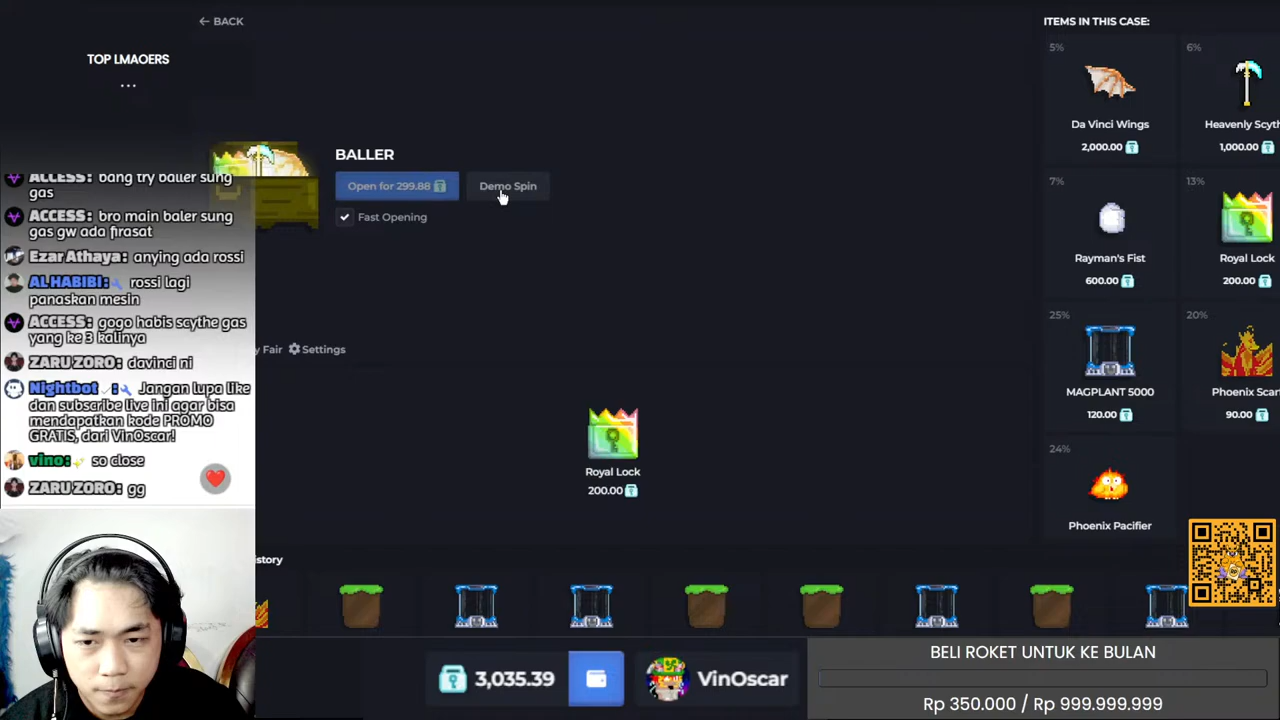 BACK
TOP LMAOERS
...
ACCESS: bang try baller sung
gas
ACCESS: bro main baler sung
gas gw ada firasat
Ezar Athaya: anying ada rossi
AL HABIBI: rossi lagi
panaskan mesin
ACCESS: gogo habis scythe gas
yang ke 3 kalinya
ZARU ZORO: davinci ni
Nightbot: Jangan lupa like
dan subscribe live ini agar bisa
mendapatkan kode PROMO
GRATIS, dari VinOscar!
vino: so close
ZARU ZORO: gg
BALLER
Open for 299.88
Demo Spin
Fast Opening
y Fair
Settings
Royal Lock
200.00
istory
ITEMS IN THIS CASE:
5%
Da Vinci Wings
2,000.00
6%
Heavenly Scyth
1,000.00
7%
Rayman's Fist
600.00
13%
Royal Lock
200.00
25%
MAGPLANT 5000
120.00
20%
Phoenix Scar
90.00
24%
Phoenix Pacifier
3,035.39
VinOscar
BELI ROKET UNTUK KE BULAN
Rp 350.000 / Rp 999.999.999